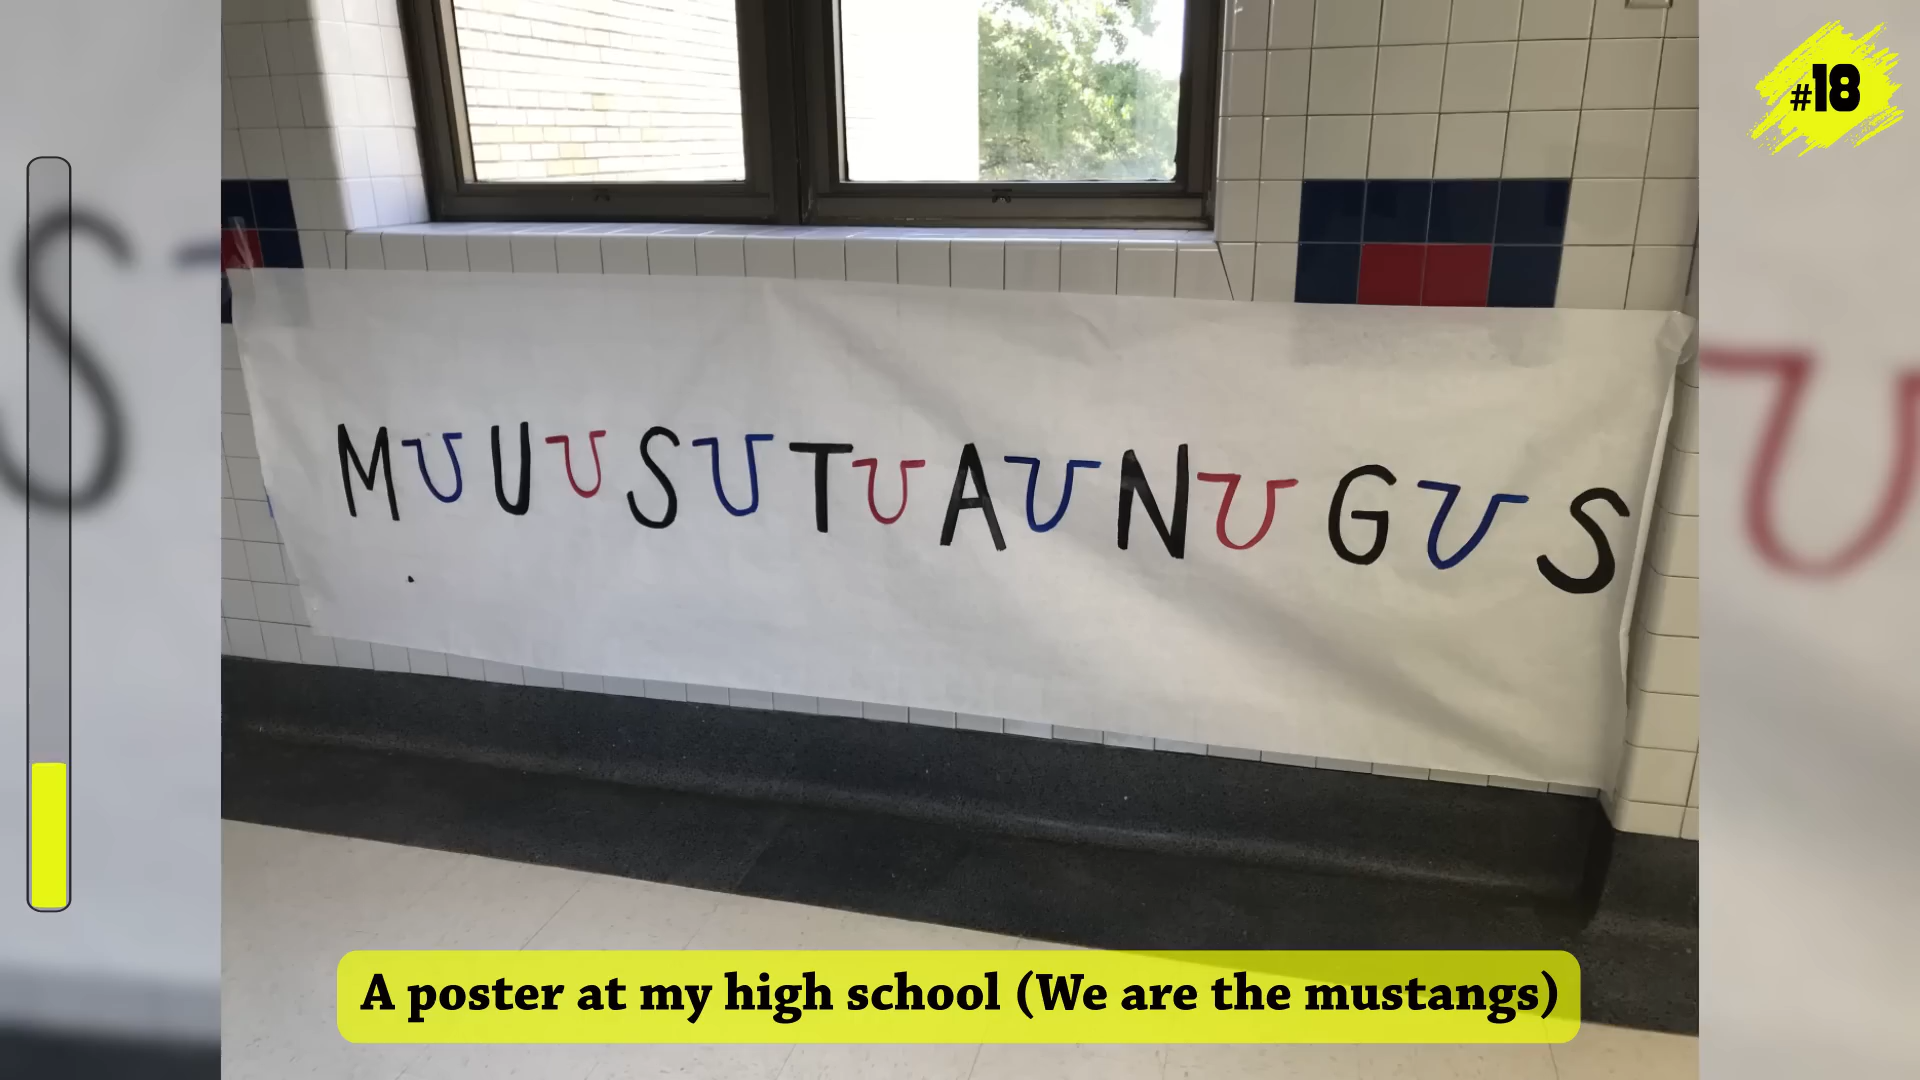 #18
MUUUSUTUAUNUGUS
A poster at my high school (We are the mustangs)